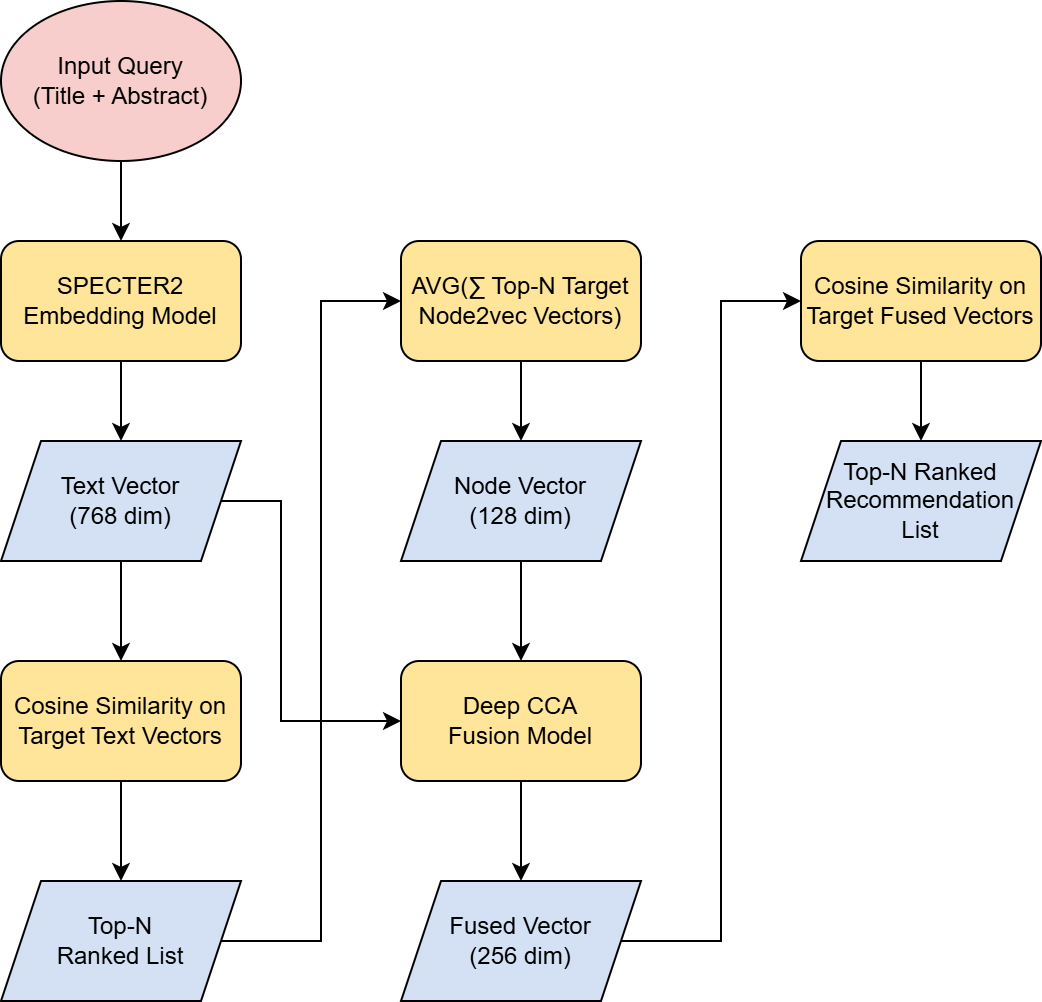 Input Query
(Title + Abstract)
SPECTER2
Embedding Model
Text Vector
(768 dim)
Cosine Similarity on
Target Text Vectors
Top-N
Ranked List
AVG(∑ Top-N Target
Node2vec Vectors)
Node Vector
(128 dim)
Deep CCA
Fusion Model
Fused Vector
(256 dim)
Cosine Similarity on
Target Fused Vectors
Top-N Ranked
Recommendation
List